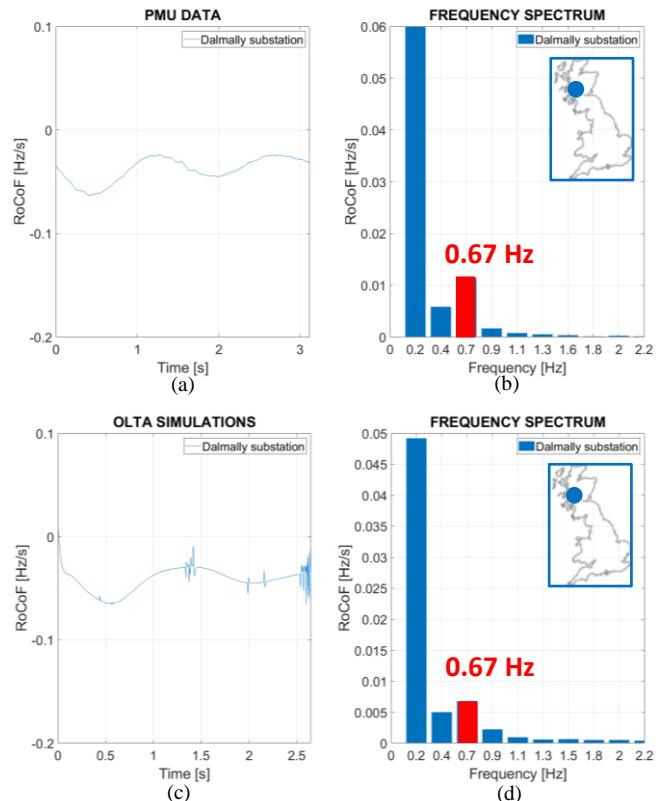 PMU DATA
Dalmally substation
0.1
0
-0.1
-0.2
RoCoF [Hz/s]
0
1
2
3
Time [s]
(a)
FREQUENCY SPECTRUM
Dalmally substation
0.06
0.05
0.04
0.03
0.02
0.01
0
RoCoF [Hz/s]
0.67 Hz
0.2 0.4 0.7 0.9 1.1 1.3 1.6 1.8 2 2.2
Frequency [Hz]
(b)
OLTA SIMULATIONS
Dalmally substation
0.1
0
-0.1
-0.2
RoCoF [Hz/s]
0 0.5 1 1.5 2 2.5
Time [s]
(c)
FREQUENCY SPECTRUM
Dalmally substation
0.05
0.045
0.04
0.035
0.03
0.025
0.02
0.015
0.01
0.005
0
RoCoF [Hz/s]
0.67 Hz
0.2 0.4 0.7 0.9 1.1 1.3 1.6 1.8 2 2.2
Frequency [Hz]
(d)